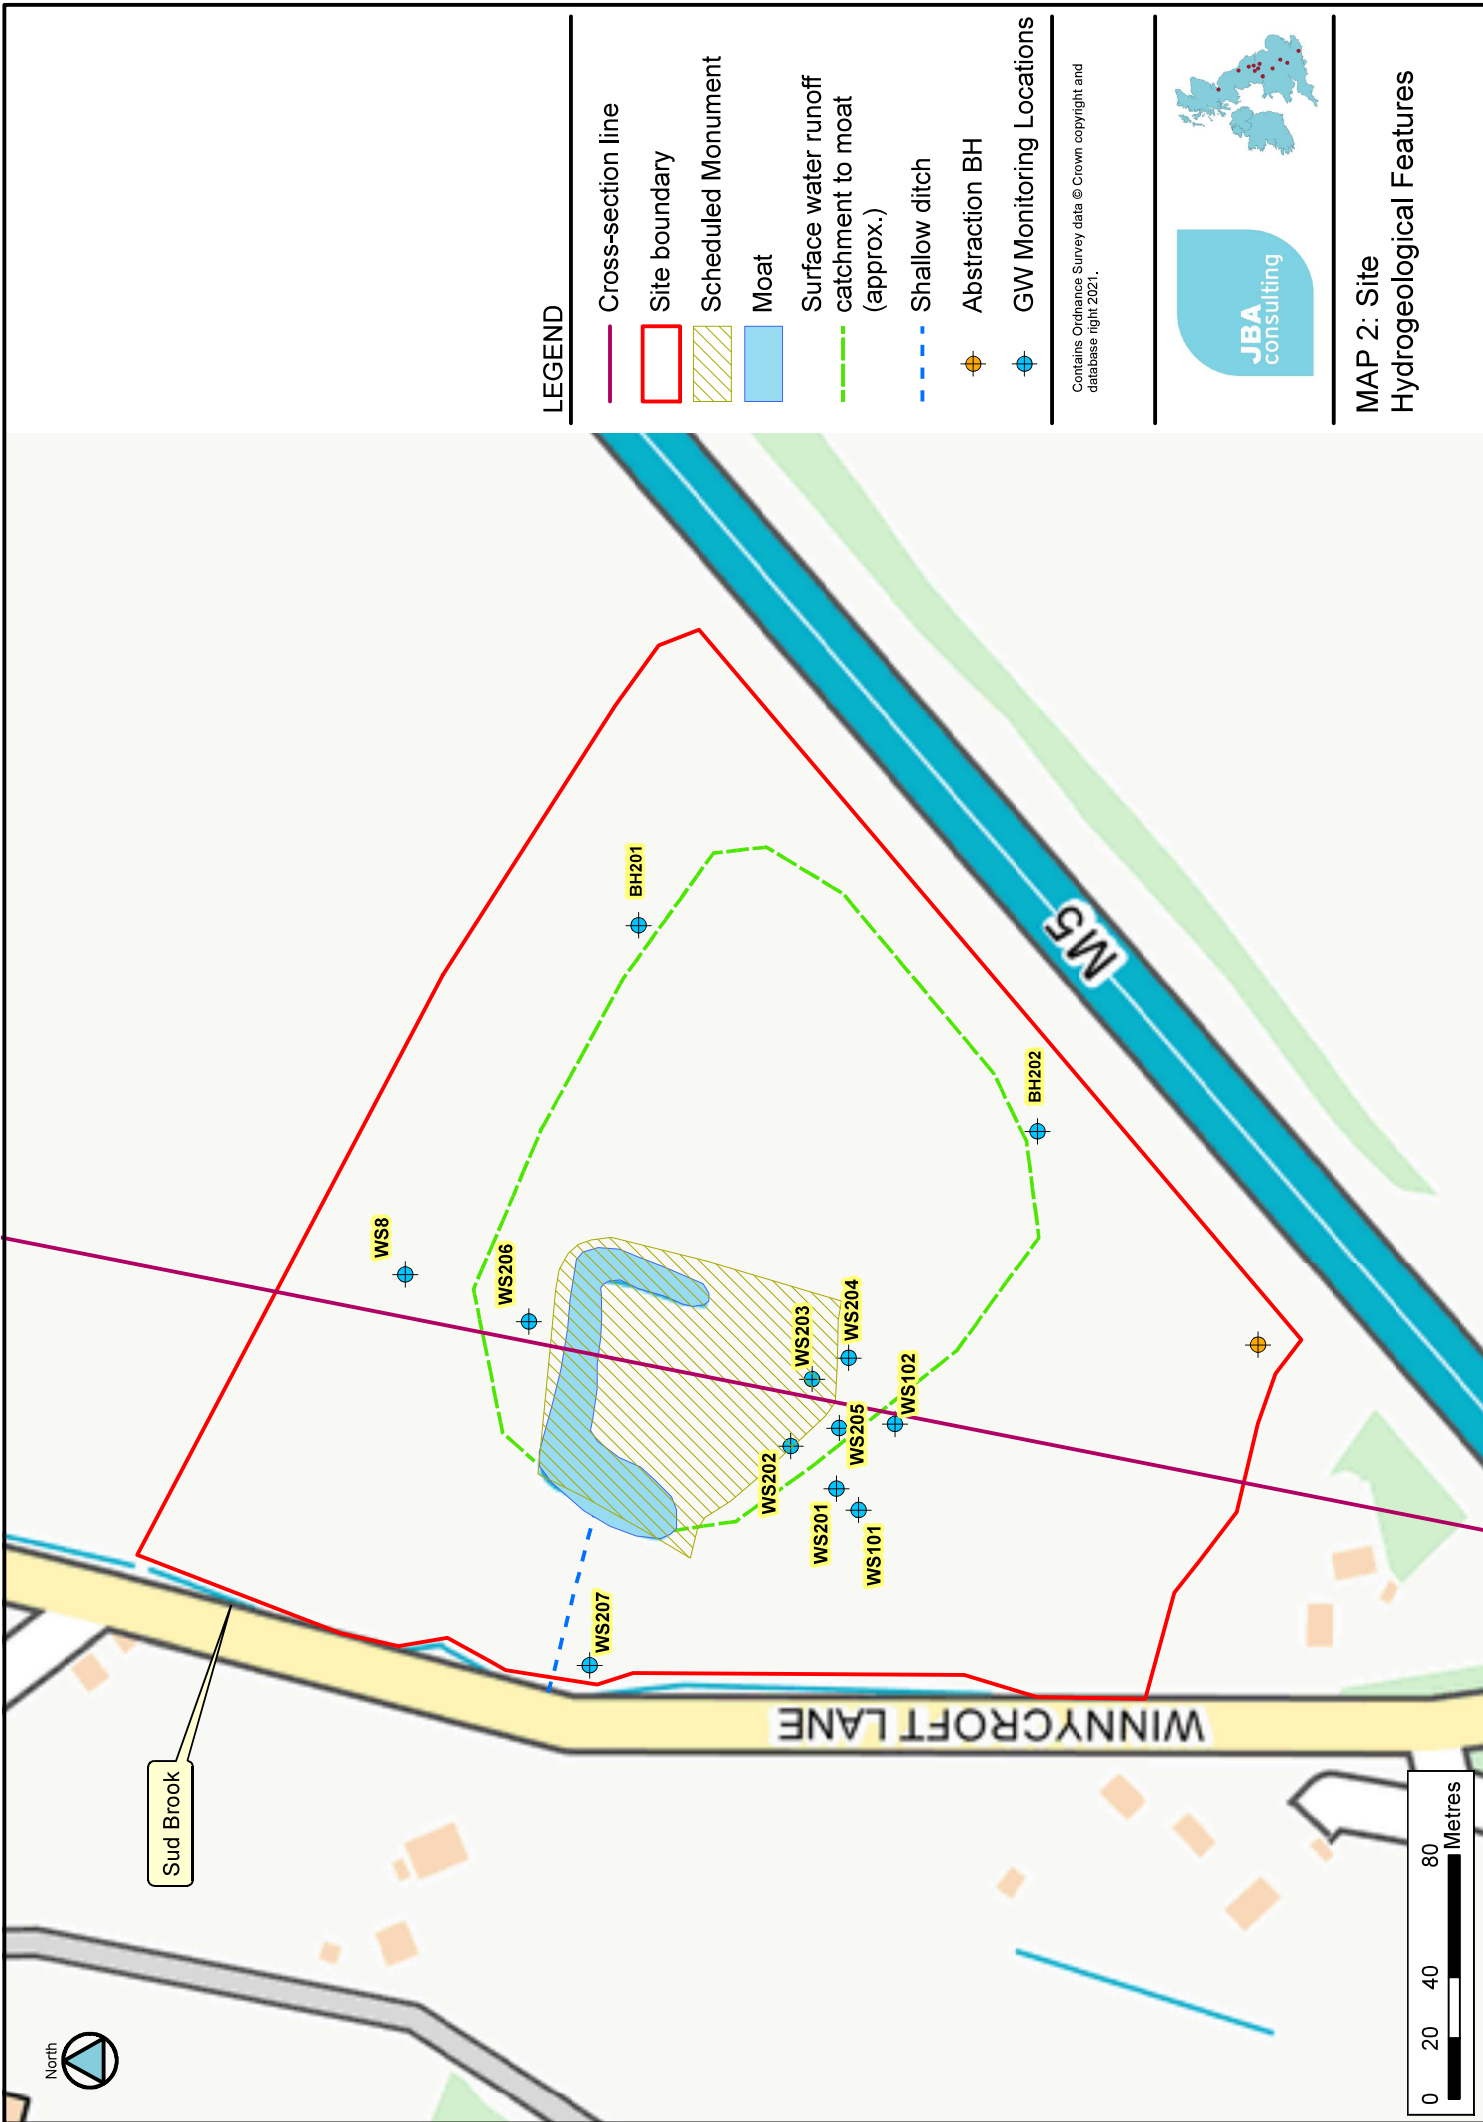 North
Sud Brook
WS8
WS206
BH201
WS207
WS203
WS204
WS202
WS205
WS102
WS201
WS101
BH202
M5
WINNYCROFT LANE
0 20 40 80
Metres
LEGEND
Cross-section line
Site boundary
Scheduled Monument
Moat
Surface water runoff
catchment to moat
(approx.)
Shallow ditch
Abstraction BH
GW Monitoring Locations
Contains Ordnance Survey data © Crown copyright and
database right 2021.
JBA
consulting
MAP 2: Site
Hydrogeological Features